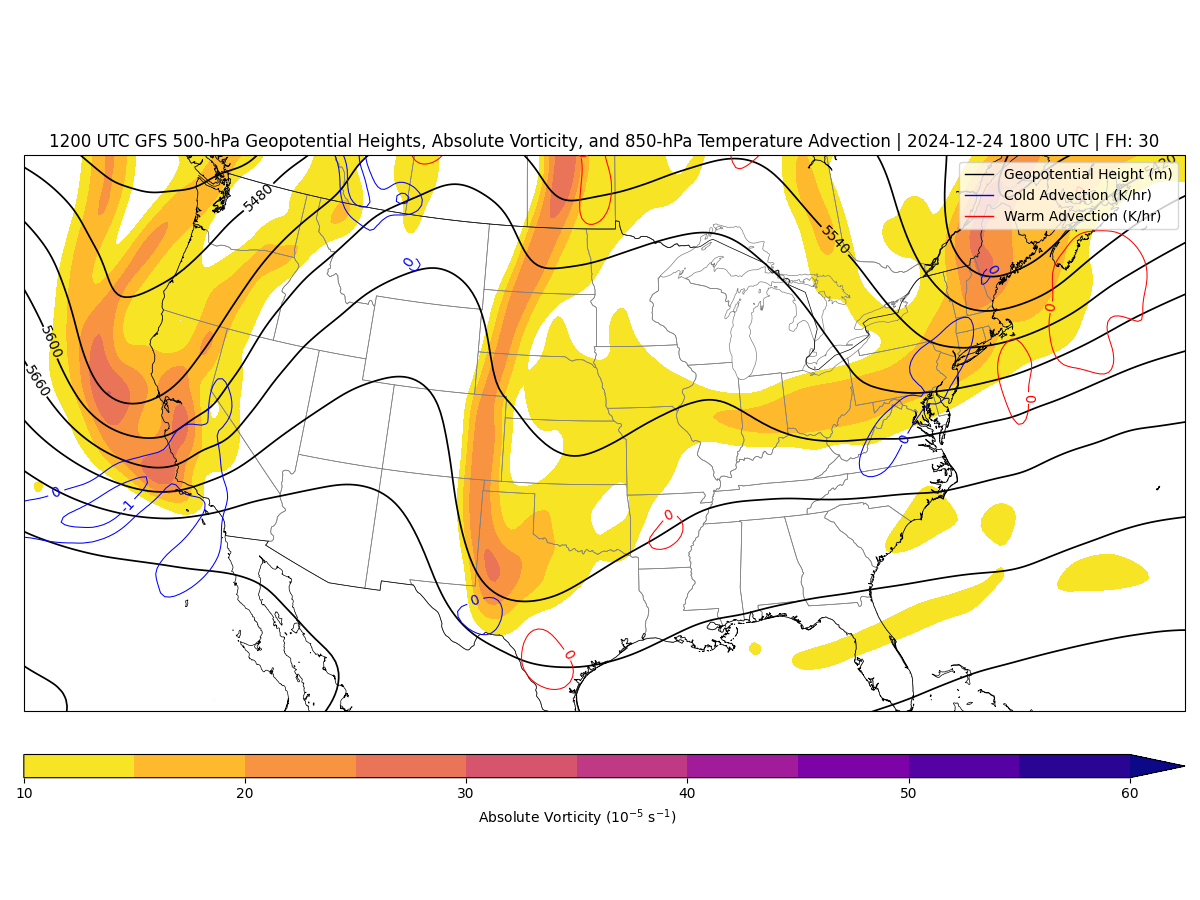 1200 UTC GFS 500-hPa Geopotential Heights, Absolute Vorticity, and 850-hPa Temperature Advection | 2024-12-24 1800 UTC | FH: 30
5420
Geopotential Height (m)
Cold Advection (K/hr)
Warm Advection (K/hr)
5480
0
5540
0
0
0
5600
5660
0
0
0
-1
0
0
0
10 20 30 40 50 60
Absolute Vorticity (10⁻⁵ s⁻¹)